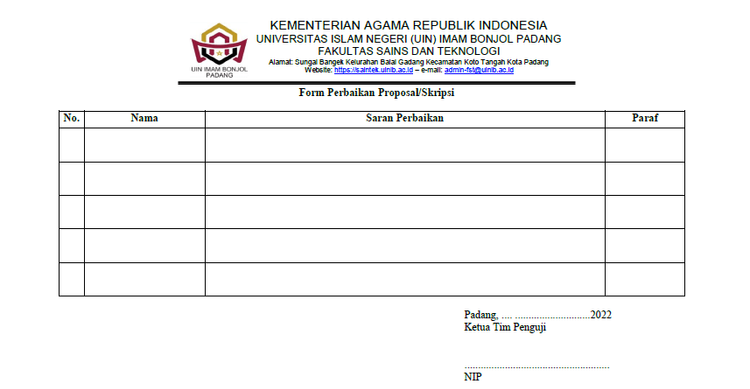 KEMENTERIAN AGAMA REPUBLIK INDONESIA
UNIVERSITAS ISLAM NEGERI (UIN) IMAM BONJOL PADANG
FAKULTAS SAINS DAN TEKNOLOGI
Alamat: Sungai Bangek Kelurahan Balai Gadang Kecamatan Koto Tangah Kota Padang
Website: https://saintek.uinib.ac.id – e-mail: admin-fst@uinib.ac.id
UIN IMAM BONJOL
PADANG
Form Perbaikan Proposal/Skripsi
No. Nama Saran Perbaikan Paraf
Padang, .... ............................2022
Ketua Tim Penguji
......................................................
NIP